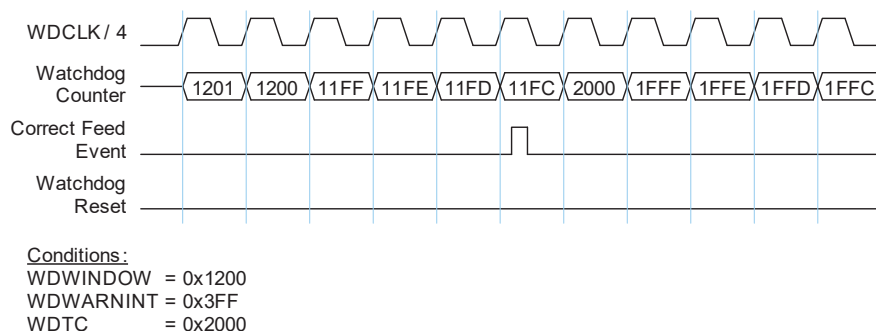 WDCLK / 4
Watchdog
Counter
1201 1200 11FF 11FE 11FD 11FC 2000 1FFF 1FFE 1FFD 1FFC
Correct Feed
Event
Watchdog
Reset
Conditions:
WDWINDOW = 0x1200
WDWARNINT = 0x3FF
WDTC = 0x2000